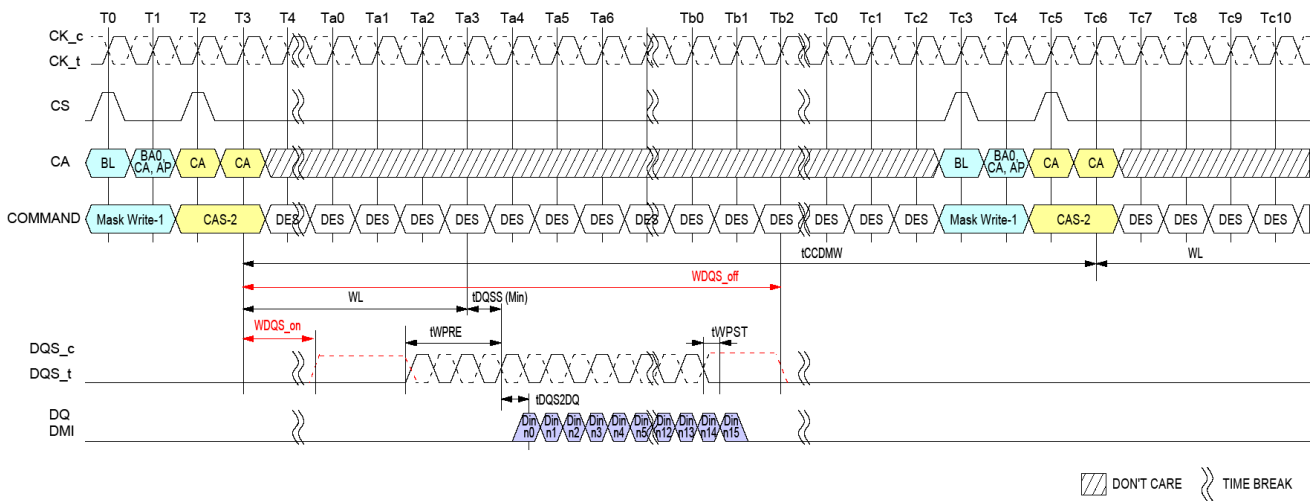 T0 T1 T2 T3 T4 Ta0 Ta1 Ta2 Ta3 Ta4 Ta5 Ta6 Tb0 Tb1 Tb2 Tc0 Tc1 Tc2 Tc3 Tc4 Tc5 Tc6 Tc7 Tc8 Tc9 Tc10
CK_c
CK_t
CS
CA BL BA0, CA, AP CA CA BL BA0, CA, AP CA CA
COMMAND Mask Write-1 CAS-2 DES DES DES DES DES DES DES DES DES DES DES DES DES DES DES Mask Write-1 CAS-2 DES DES DES DES
tCCDMW WL
WDQS_off
WL tDQSS (Min)
WDQS_on tWPRE tWPST
DQS_c
DQS_t
tDQS2DQ
DQ
DMI
Din n0 Din n1 Din n2 Din n3 Din n4 Din n5 Din n12 Din n13 Din n14 Din n15
DON'T CARE TIME BREAK